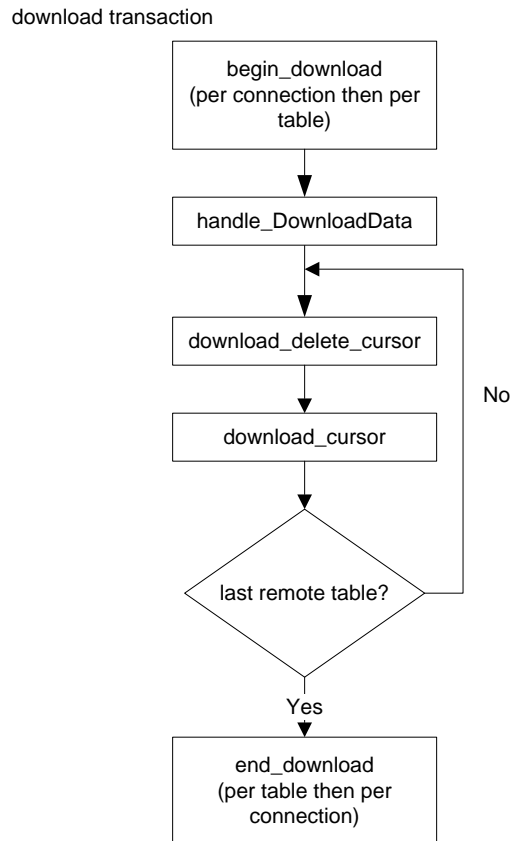 download transaction
begin_download
(per connection then per
table)
handle_DownloadData
download_delete_cursor
No
download_cursor
last remote table?
Yes
end_download
(per table then per
connection)